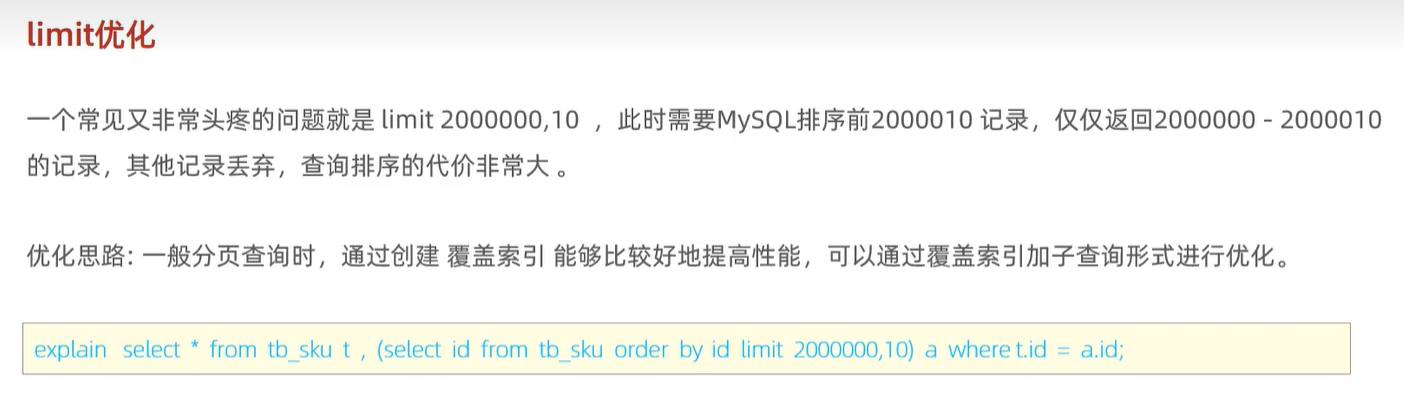 limit优化
一个常见又非常头疼的问题就是 limit 2000000,10 ，此时需要MySQL排序前2000010 记录，仅仅返回2000000 - 2000010
的记录，其他记录丢弃，查询排序的代价非常大 。
优化思路: 一般分页查询时，通过创建 覆盖索引 能够比较好地提高性能，可以通过覆盖索引加子查询形式进行优化。
explain select * from tb_sku t , (select id from tb_sku order by id limit 2000000,10) a where t.id = a.id;